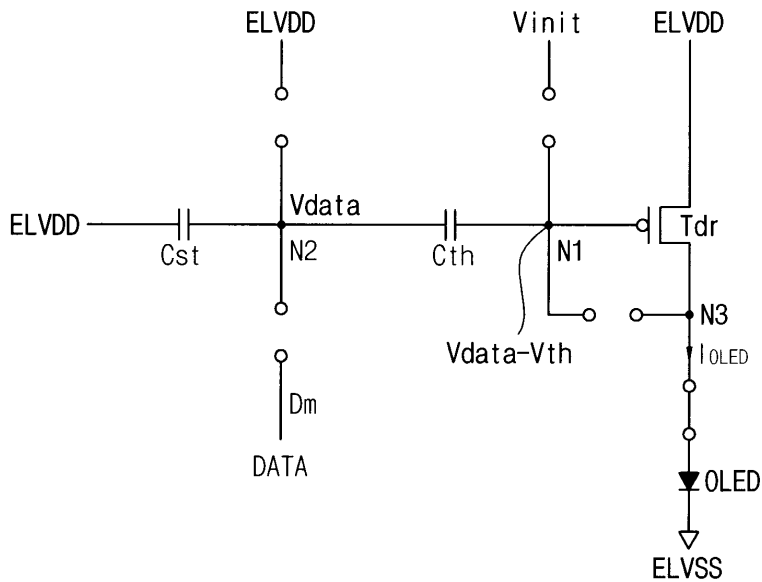 ELVDD
Vinit
ELVDD
Vdata
ELVDD
Cst
N2
Cth
N1
Tdr
N3
Vdata-Vth
IOLED
Dm
DATA
OLED
ELVSS